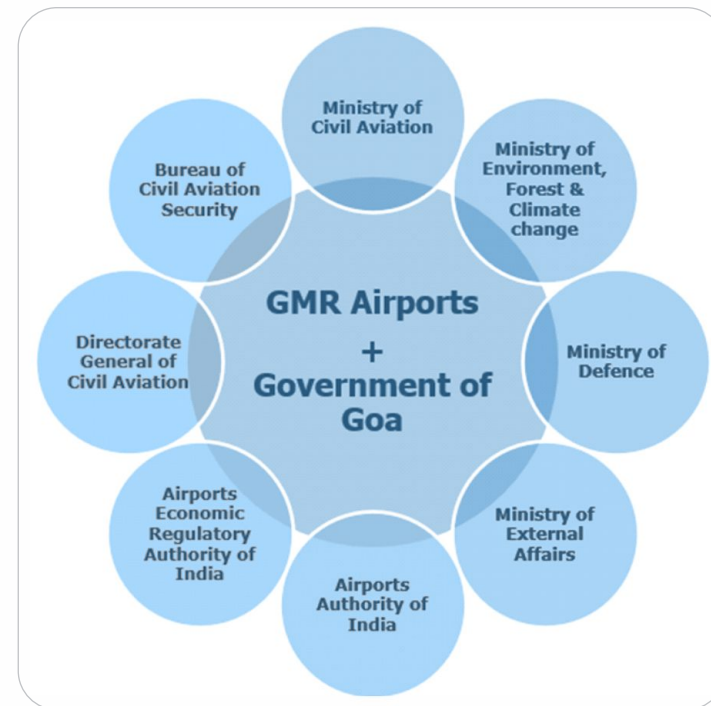 Ministry of
Civil Aviation
Ministry of
Environment,
Forest &
Climate
change
Ministry of
Defence
Ministry of
External
Affairs
Airports
Authority of
India
Airports
Economic
Regulatory
Authority of
India
Directorate
General of
Civil Aviation
Bureau of
Civil Aviation
Security
GMR Airports
+
Government of
Goa